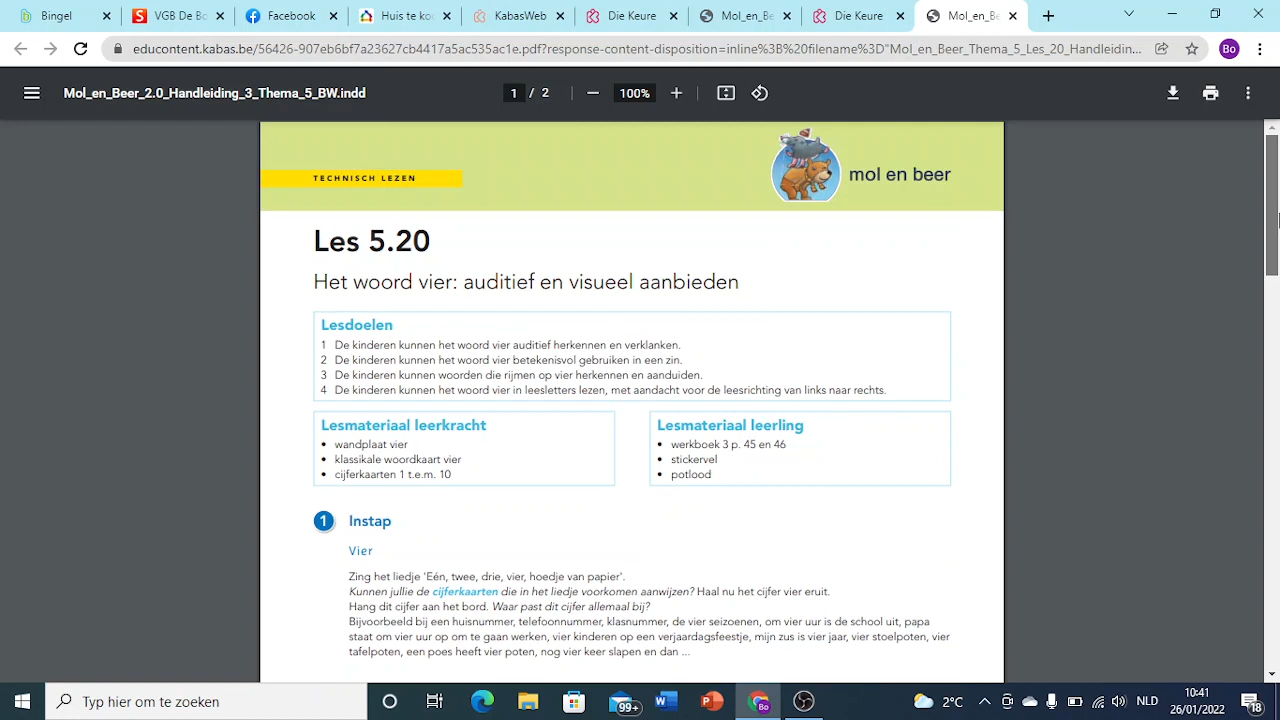 Bingel
VGB De Bo
Facebook
Huis te ko
KabasWeb
Die Keure
Mol_en_Be
Die Keure
Mol_en_Be
educontent.kabas.be/56426-907eb6bf7a23627cb4417a5ac535ac1e.pdf?response-content-disposition=inline%3B%20filename%3D"Mol_en_Beer_Thema_5_Les_20_Handleidin...
Bo
Mol_en_Beer_2.0_Handleiding_3_Thema_5_BW.indd
1 / 2
100%
TECHNISCH LEZEN
mol en beer
Les 5.20
Het woord vier: auditief en visueel aanbieden
Lesdoelen
1 De kinderen kunnen het woord vier auditief herkennen en verklanken.
2 De kinderen kunnen het woord vier betekenisvol gebruiken in een zin.
3 De kinderen kunnen woorden die rijmen op vier herkennen en aanduiden.
4 De kinderen kunnen het woord vier in leesletters lezen, met aandacht voor de leesrichting van links naar rechts.
Lesmateriaal leerkracht
• wandplaat vier
• klassikale woordkaart vier
• cijferkaarten 1 t.e.m. 10
Lesmateriaal leerling
• werkboek 3 p. 45 en 46
• stickervel
• potlood
1 Instap
Vier
Zing het liedje 'Eén, twee, drie, vier, hoedje van papier'.
Kunnen jullie de cijferkaarten die in het liedje voorkomen aanwijzen? Haal nu het cijfer vier eruit.
Hang dit cijfer aan het bord. Waar past dit cijfer allemaal bij?
Bijvoorbeeld bij een huisnummer, telefoonnummer, klasnummer, de vier seizoenen, om vier uur is de school uit, papa
staat om vier uur op om te gaan werken, vier kinderen op een verjaardagsfeestje, mijn zus is vier jaar, vier stoelpoten, vier
tafelpoten, een poes heeft vier poten, nog vier keer slapen en dan ...
Typ hier om te zoeken
99+
2°C
NLD
10:41
26/01/2022
18